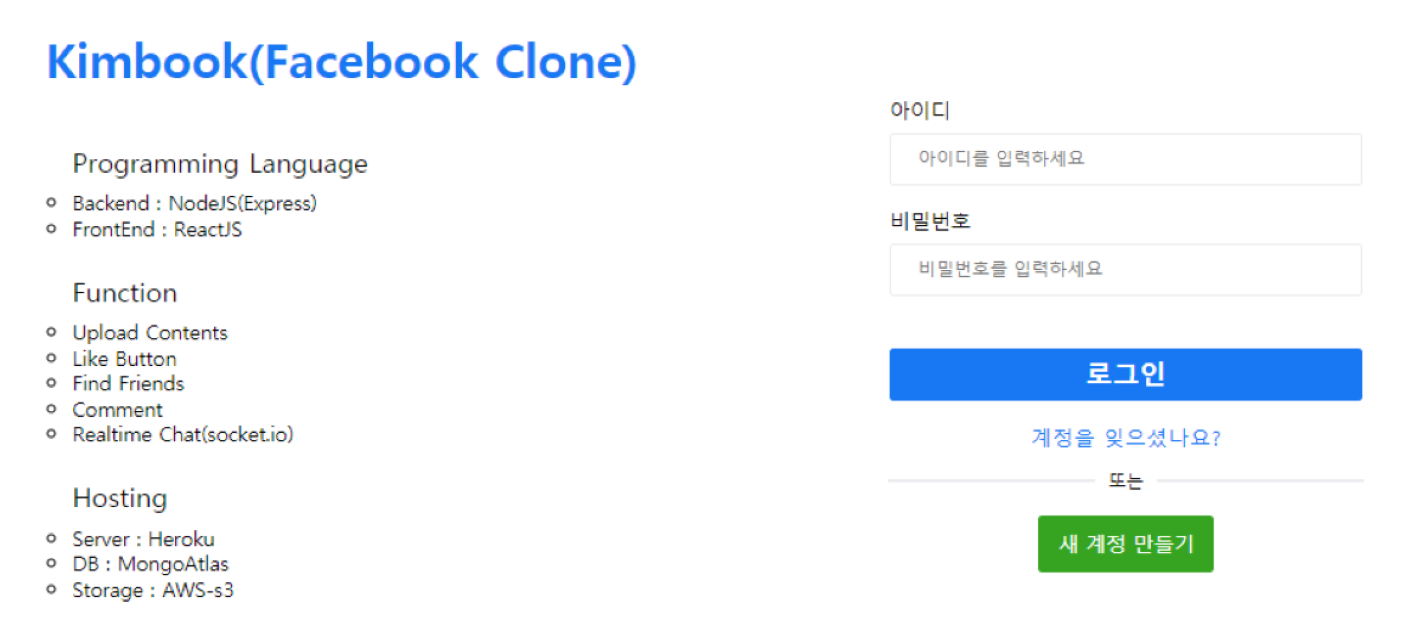 Kimbook(Facebook Clone)
Programming Language
Backend : NodeJS(Express)
FrontEnd : ReactJS
Function
Upload Contents
Like Button
Find Friends
Comment
Realtime Chat(socket.io)
Hosting
Server : Heroku
DB : MongoAtlas
Storage : AWS-s3
아이디
아이디를 입력하세요
비밀번호
비밀번호를 입력하세요
로그인
계정을 잊으셨나요?
또는
새 계정 만들기